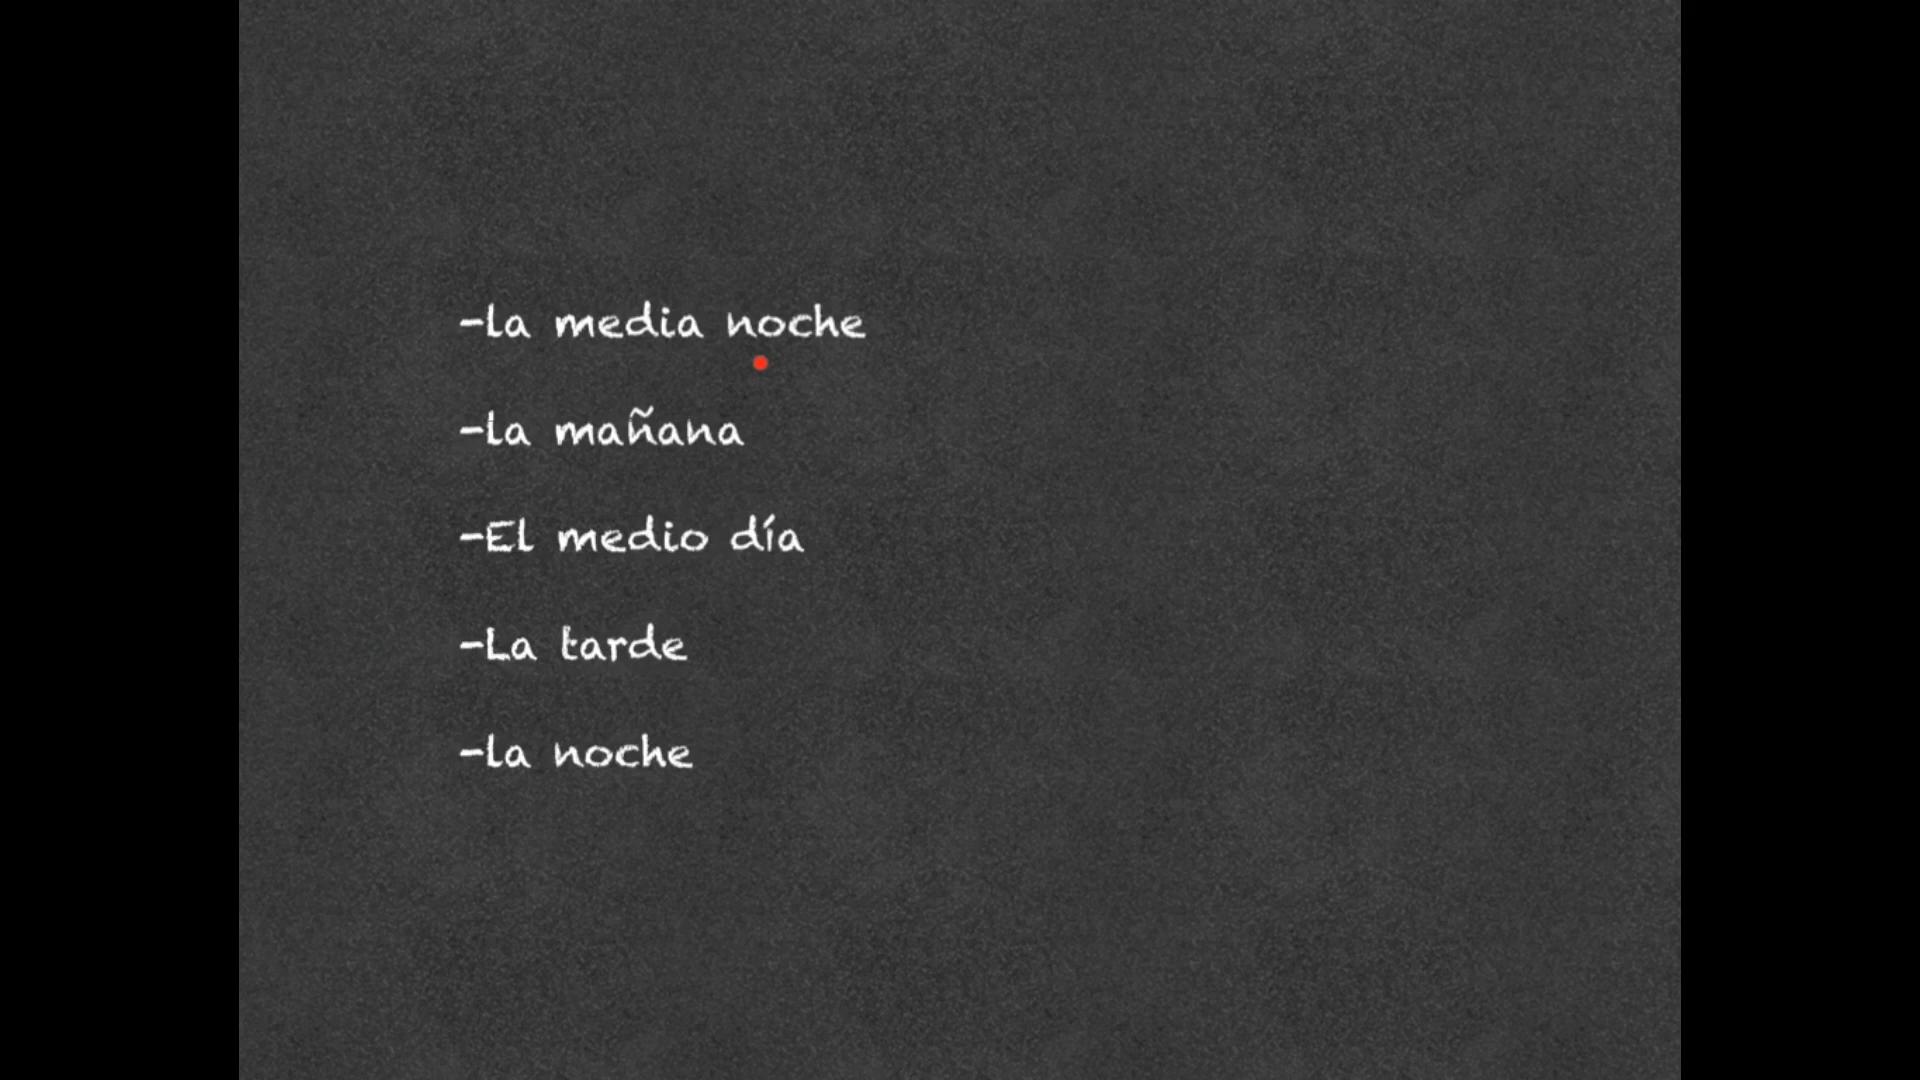 -la media noche
-la mañana
-El medio día
-La tarde
-la noche